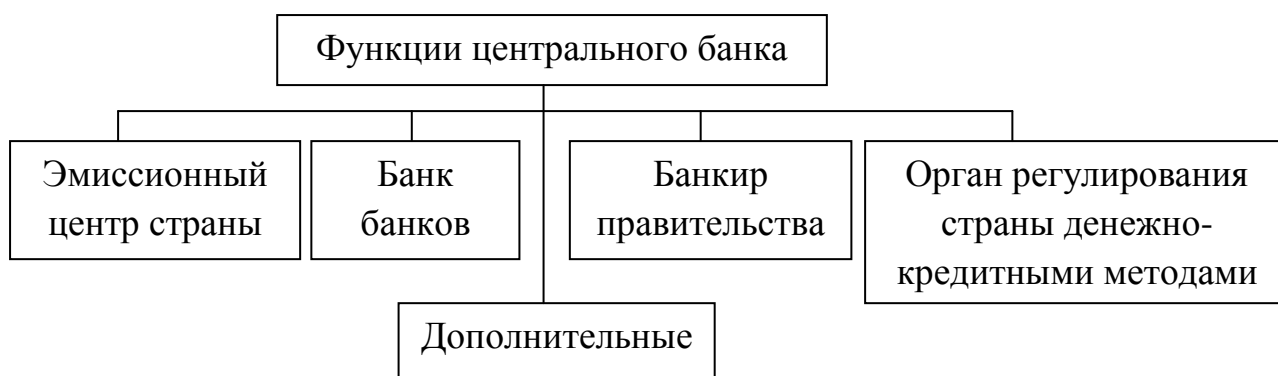 Функции центрального банка
Эмиссионный
центр страны
Банк
банков
Банкир
правительства
Орган регулирования
страны денежно-
кредитными методами
Дополнительные